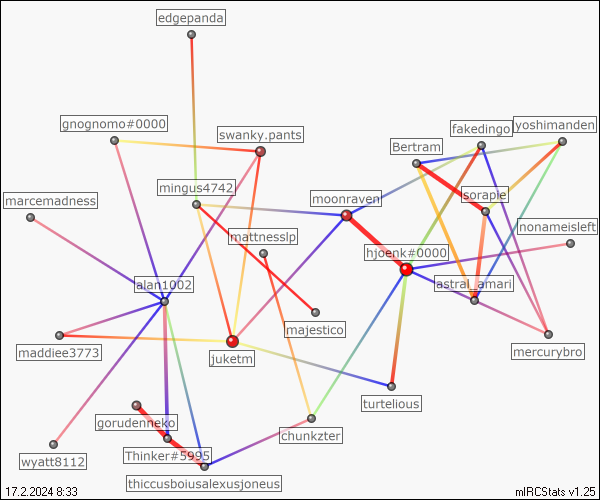 edgepanda
gnognomo#0000
swanky.pants
fakedingo
yoshimanden
Bertram
mingus4742
marcemadness
moonraven
sorapie
nonameisleft
mattnesslp
hjoenk#0000
alan1002
astral_amari
majestico
maddiee3773
juketm
mercurybro
turtelious
gorudenneko
chunkzter
wyatt8112
Thinker#5995
thiccusboiusalexusjoneus
17.2.2024 8:33
mIRCStats v1.25